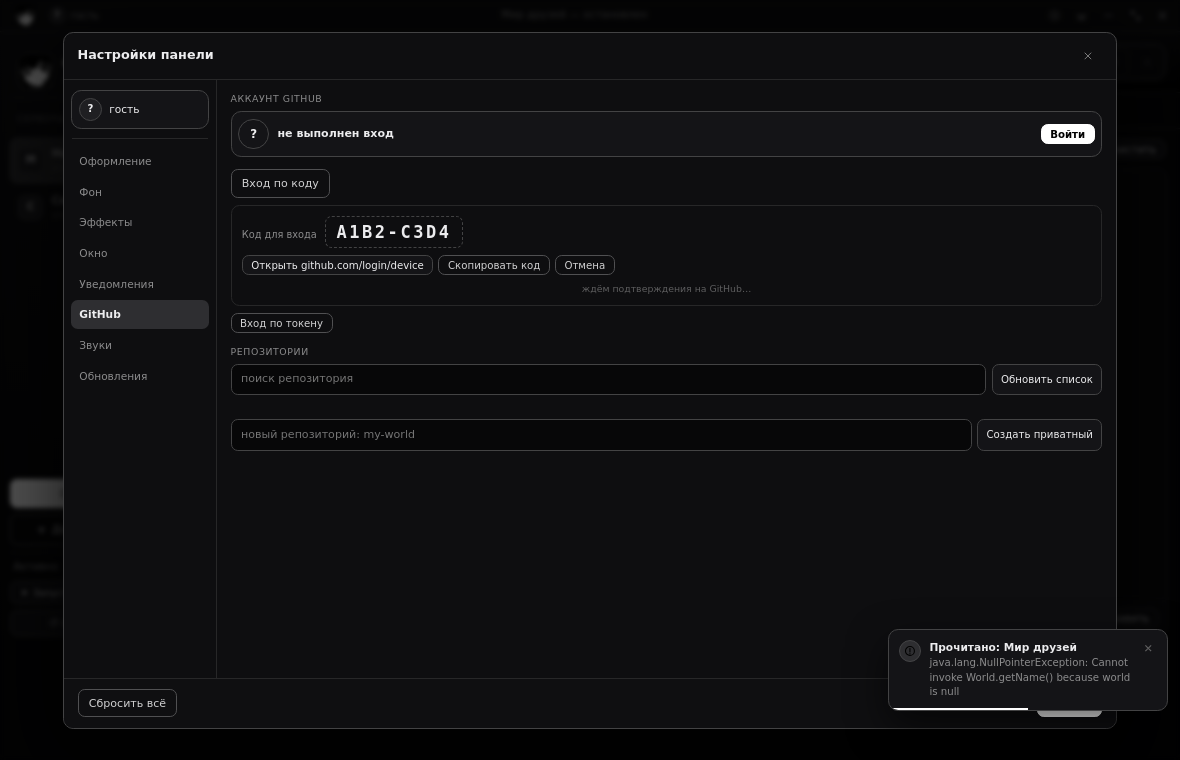 Настройки панели
?
гость
Оформление
Фон
Эффекты
Окно
Уведомления
GitHub
Звуки
Обновления
АККАУНТ GITHUB
?
не выполнен вход
Войти
Вход по коду
Код для входа
A1B2-C3D4
Открыть github.com/login/device
Скопировать код
Отмена
ждём подтверждения на GitHub...
Вход по токену
РЕПОЗИТОРИИ
поиск репозитория
Обновить список
новый репозиторий: my-world
Создать приватный
Сбросить всё
Прочитано: Мир друзей
java.lang.NullPointerException: Cannot
invoke World.getName() because world
is null